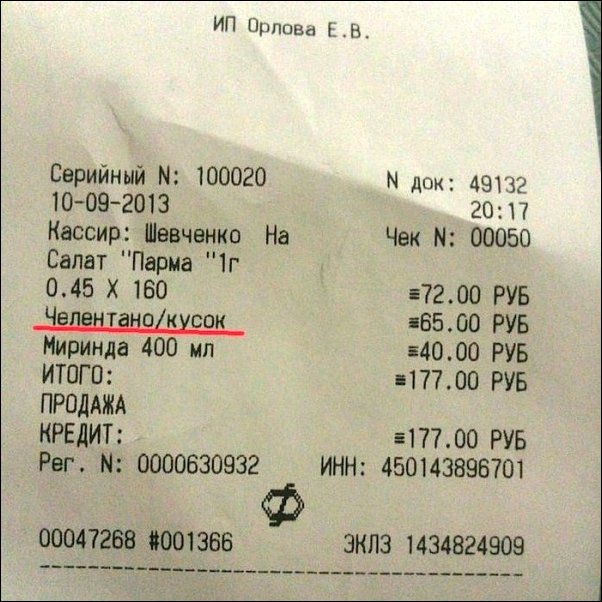 ИП Орлова Е.В.
Серийный N: 100020 N док: 49132
10-09-2013 20:17
Кассир: Шевченко На Чек N: 00050
Салат "Парма "1г
0.45 X 160 ≡72.00 РУБ
Челентано/кусок ≡65.00 РУБ
Миринда 400 мл ≡40.00 РУБ
ИТОГО: ≡177.00 РУБ
ПРОДАЖА
КРЕДИТ: ≡177.00 РУБ
Рег. N: 0000630932 ИНН: 450143896701
00047268 #001366 ЭКЛЗ 1434824909